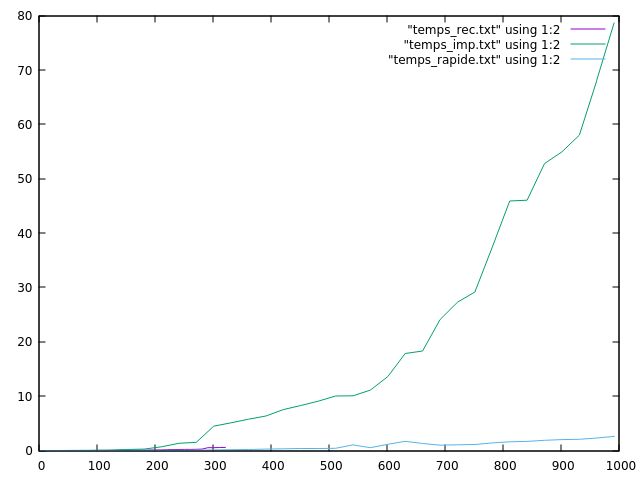 80
70
60
50
40
30
20
10
0
0 100 200 300 400 500 600 700 800 900 1000
"temps_rec.txt" using 1:2
"temps_imp.txt" using 1:2
"temps_rapide.txt" using 1:2